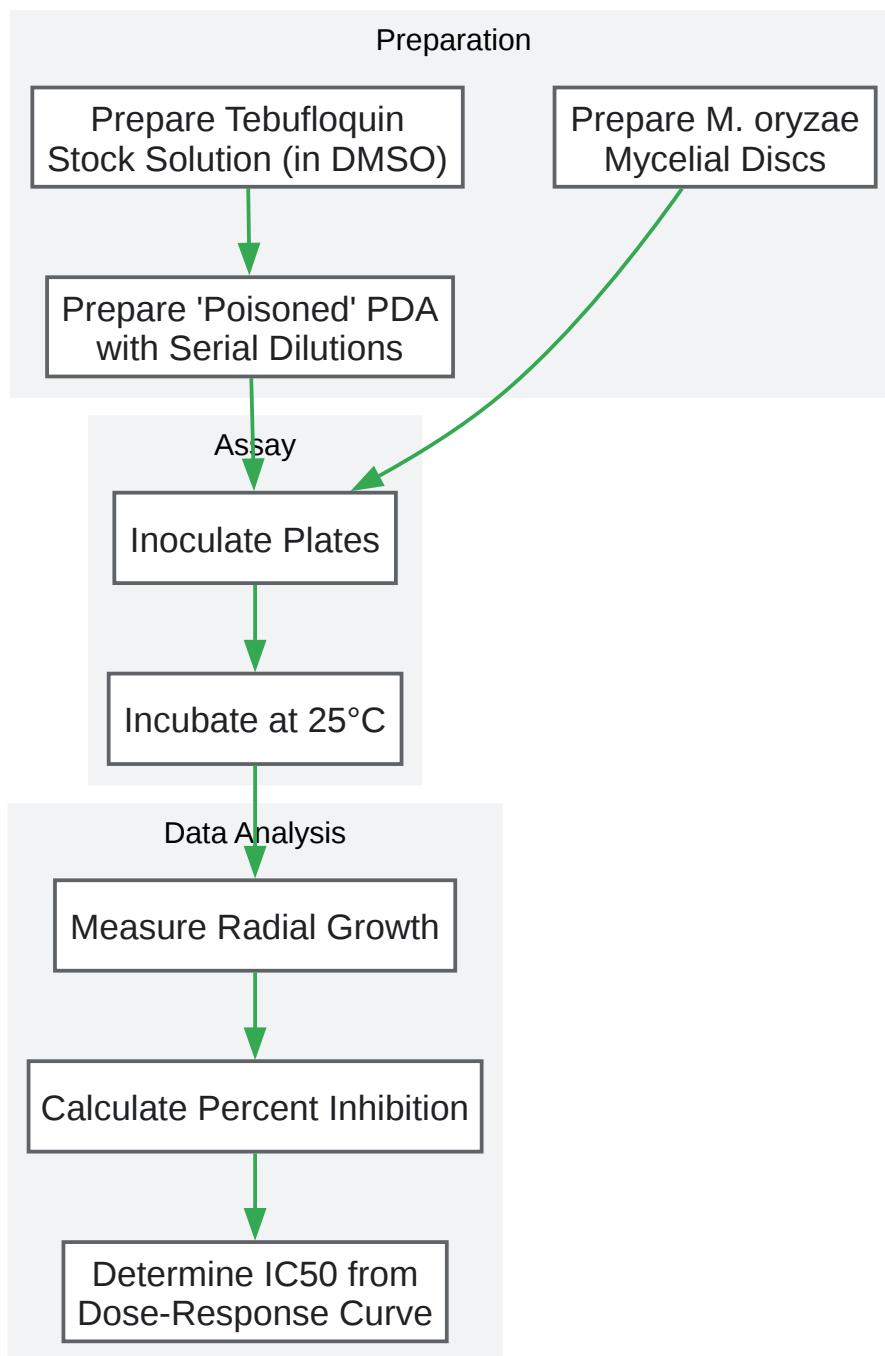 Preparation
Prepare Tebufloquin
Stock Solution (in DMSO)
Prepare M. oryzae
Mycelial Discs
Prepare 'Poisoned' PDA
with Serial Dilutions
Assay
Inoculate Plates
Incubate at 25°C
Data Analysis
Measure Radial Growth
Calculate Percent Inhibition
Determine IC50 from
Dose-Response Curve